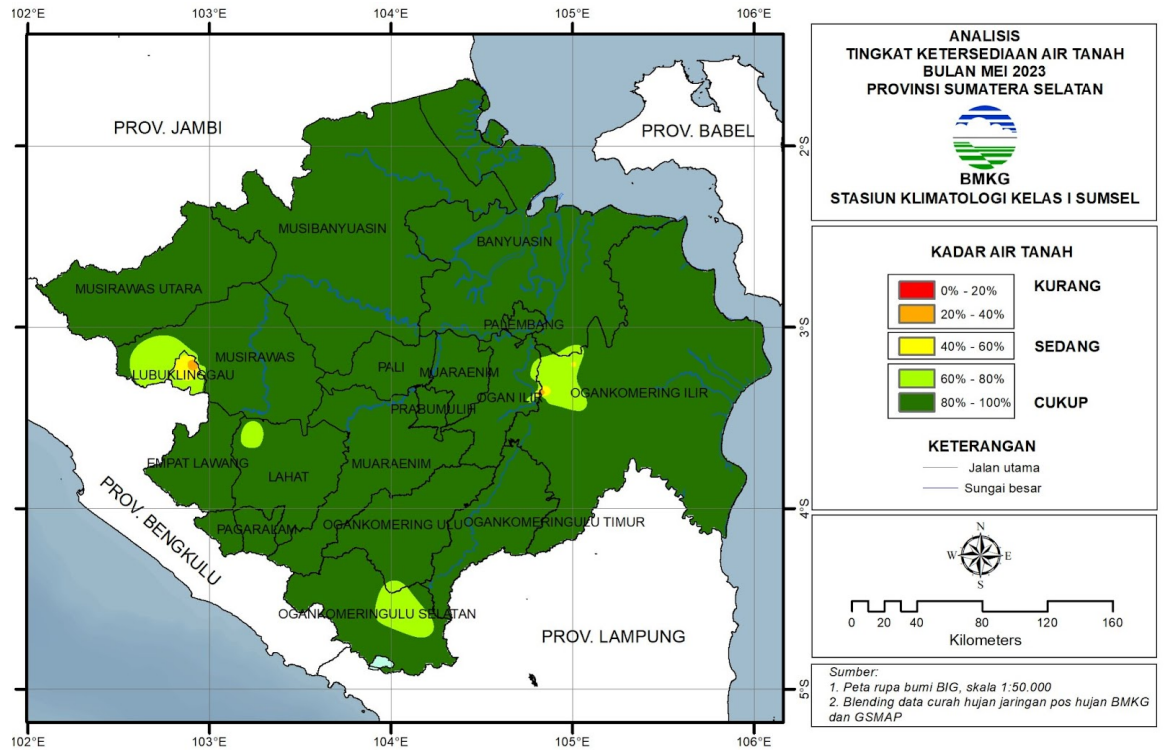 102°E
103°E
104°E
105°E
106°E
PROV. JAMBI
PROV. BABEL
2°S
MUSIBANYUASIN
BANYUASIN
MUSIRAWAS UTARA
PALEMBANG
3°S
MUSIRAWAS
LUBUKLINGGAU
PALI
MUARAENIM
OGAN ILIR
OGANKOMERING ILIR
PRABUMULIH
EMPAT LAWANG
LAHAT
MUARAENIM
4°S
PROV. BENGKULU
PAGARALAM
OGANKOMERING ULU
OGANKOMERINGULU TIMUR
OGANKOMERINGULU SELATAN
PROV. LAMPUNG
5°S
102°E
103°E
104°E
105°E
106°E
ANALISIS
TINGKAT KETERSEDIAAN AIR TANAH
BULAN MEI 2023
PROVINSI SUMATERA SELATAN
BMKG
STASIUN KLIMATOLOGI KELAS I SUMSEL
KADAR AIR TANAH
0% - 20%
KURANG
20% - 40%
40% - 60%
SEDANG
60% - 80%
80% - 100%
CUKUP
KETERANGAN
Jalan utama
Sungai besar
N
W
E
S
0 20 40 80 120 160
Kilometers
Sumber:
1. Peta rupa bumi BIG, skala 1:50.000
2. Blending data curah hujan jaringan pos hujan BMKG
dan GSMAP